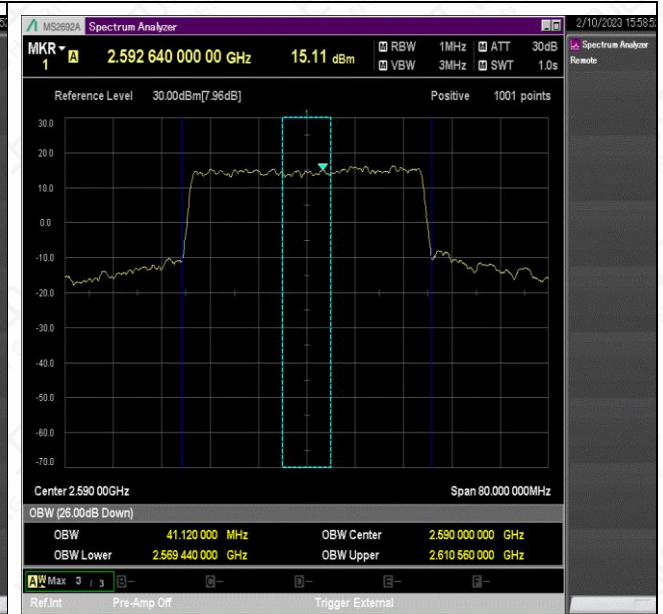 MS2692A Spectrum Analyzer
2/10/2023 15:58:5
MKR 1 A 2.592 640 000 00 GHz 15.11 dBm
M RBW 1MHz M ATT 30dB
M VBW 3MHz M SWT 1.0s
Spectrum Analyzer
Remote
Reference Level 30.00dBm[7.96dB] Positive 1001 points
30.0
20.0
10.0
0.0
-10.0
-20.0
-30.0
-40.0
-50.0
-60.0
-70.0
Center 2.590 00GHz Span 80.000 000MHz
OBW (26.00dB Down)
OBW 41.120 000 MHz OBW Center 2.590 000 000 GHz
OBW Lower 2.569 440 000 GHz OBW Upper 2.610 560 000 GHz
A Max 3 / 3 B- C- D- E- F-
Ref.Int Pre-Amp Off Trigger External